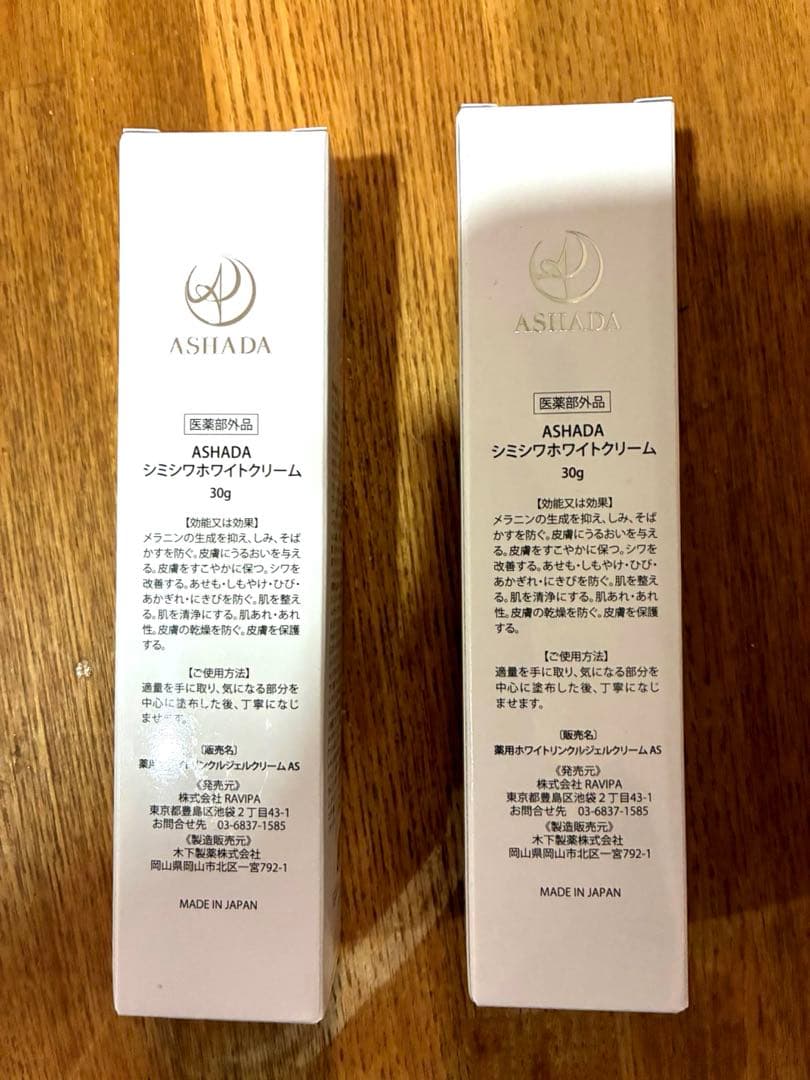 ASHADA
医薬部外品
ASHADA
シミシワホワイトクリーム
30g
【効能又は効果】
メラニンの生成を抑え、しみ、そば
かすを防ぐ。皮膚にうるおいを与え
る。皮膚をすこやかに保つ。シワを
改善する。あせも・しもやけ・ひび・
あかぎれ・にきびを防ぐ。肌を整え
る。肌を清浄にする。肌あれ・あれ
性。皮膚の乾燥を防ぐ。皮膚を保護
する。
【ご使用方法】
適量を手に取り、気になる部分を
中心に塗布した後、丁寧になじ
ませます。
〔販売名〕
薬用ホワイトリンクルジェルクリーム AS
《発売元》
株式会社 RAVIPA
東京都豊島区池袋2丁目43-1
お問合せ先 03-6837-1585
《製造販売元》
木下製薬株式会社
岡山県岡山市北区一宮792-1
MADE IN JAPAN
ASHADA
医薬部外品
ASHADA
シミシワホワイトクリーム
30g
【効能又は効果】
メラニンの生成を抑え、しみ、そば
かすを防ぐ。皮膚にうるおいを与え
る。皮膚をすこやかに保つ。シワを
改善する。あせも・しもやけ・ひび・
あかぎれ・にきびを防ぐ。肌を整え
る。肌を清浄にする。肌あれ・あれ
性。皮膚の乾燥を防ぐ。皮膚を保護
する。
【ご使用方法】
適量を手に取り、気になる部分を
中心に塗布した後、丁寧になじ
ませます。
〔販売名〕
薬用ホワイトリンクルジェルクリーム AS
《発売元》
株式会社 RAVIPA
東京都豊島区池袋2丁目43-1
お問合せ先 03-6837-1585
《製造販売元》
木下製薬株式会社
岡山県岡山市北区一宮792-1
MADE IN JAPAN